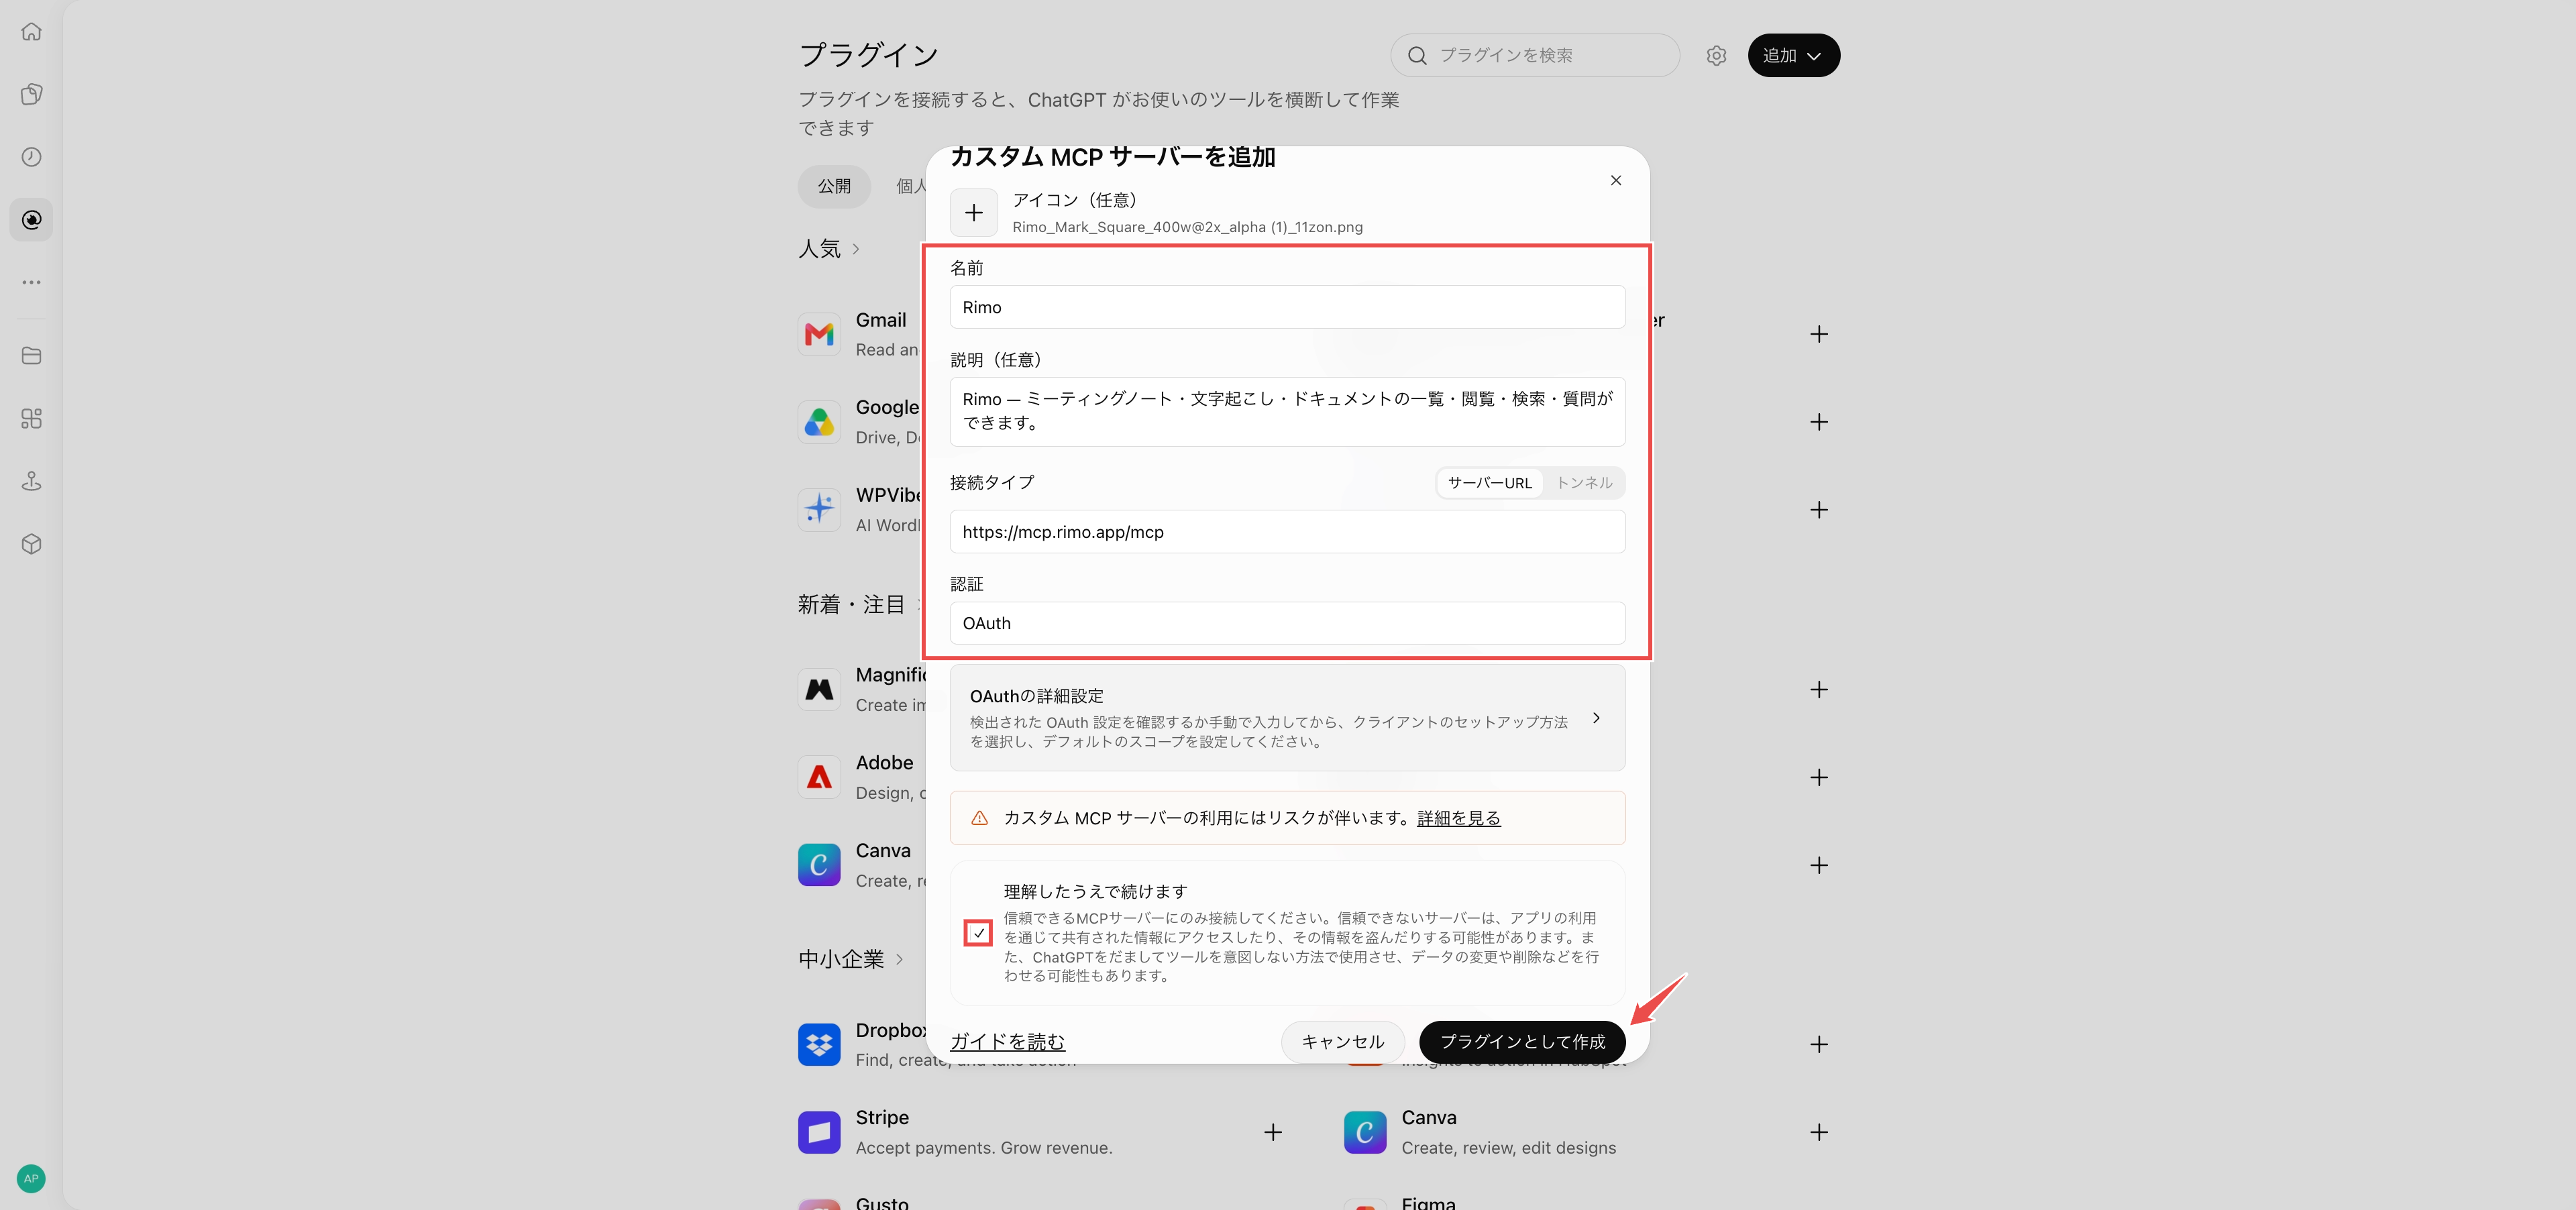 プラグイン
プラグインを検索
追加
プラグインを接続すると、ChatGPT がお使いのツールを横断して作業
できます
公開
個人
カスタム MCP サーバーを追加
アイコン（任意）
Rimo_Mark_Square_400w@2x_alpha (1)_11zon.png
人気
名前
Rimo
Gmail
Read an
er
説明（任意）
Rimo — ミーティングノート・文字起こし・ドキュメントの一覧・閲覧・検索・質問が
できます。
Google
Drive, D
接続タイプ
サーバーURL
トンネル
WPVibe
AI Word
https://mcp.rimo.app/mcp
認証
OAuth
新着・注目
Magnific
Create im
OAuthの詳細設定
検出された OAuth 設定を確認するか手動で入力してから、クライアントのセットアップ方法
を選択し、デフォルトのスコープを設定してください。
Adobe
Design, c
カスタム MCP サーバーの利用にはリスクが伴います。詳細を見る
Canva
Create, r
理解したうえで続けます
信頼できるMCPサーバーにのみ接続してください。信頼できないサーバーは、アプリの利用
を通じて共有された情報にアクセスしたり、その情報を盗んだりする可能性があります。ま
た、ChatGPTをだましてツールを意図しない方法で使用させ、データの変更や削除などを行
わせる可能性もあります。
中小企業
ガイドを読む
キャンセル
プラグインとして作成
Dropbox
Find, create, and take action
Insights to action in HubSpot
Stripe
Accept payments. Grow revenue.
Canva
Create, review, edit designs
AP
Gusto
Figma